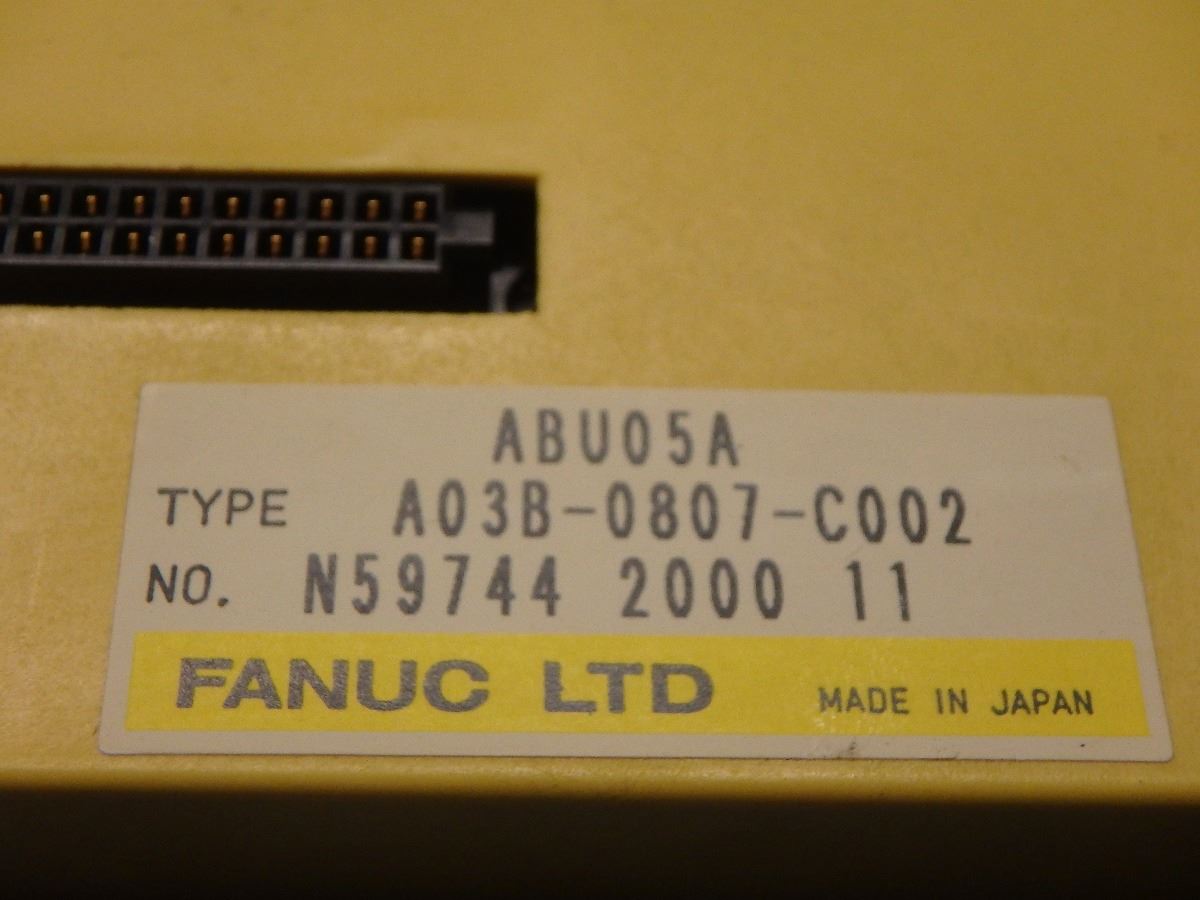 ABU05A
TYPE A03B-0807-C002
NO. N59744 2000 11
FANUC LTD MADE IN JAPAN